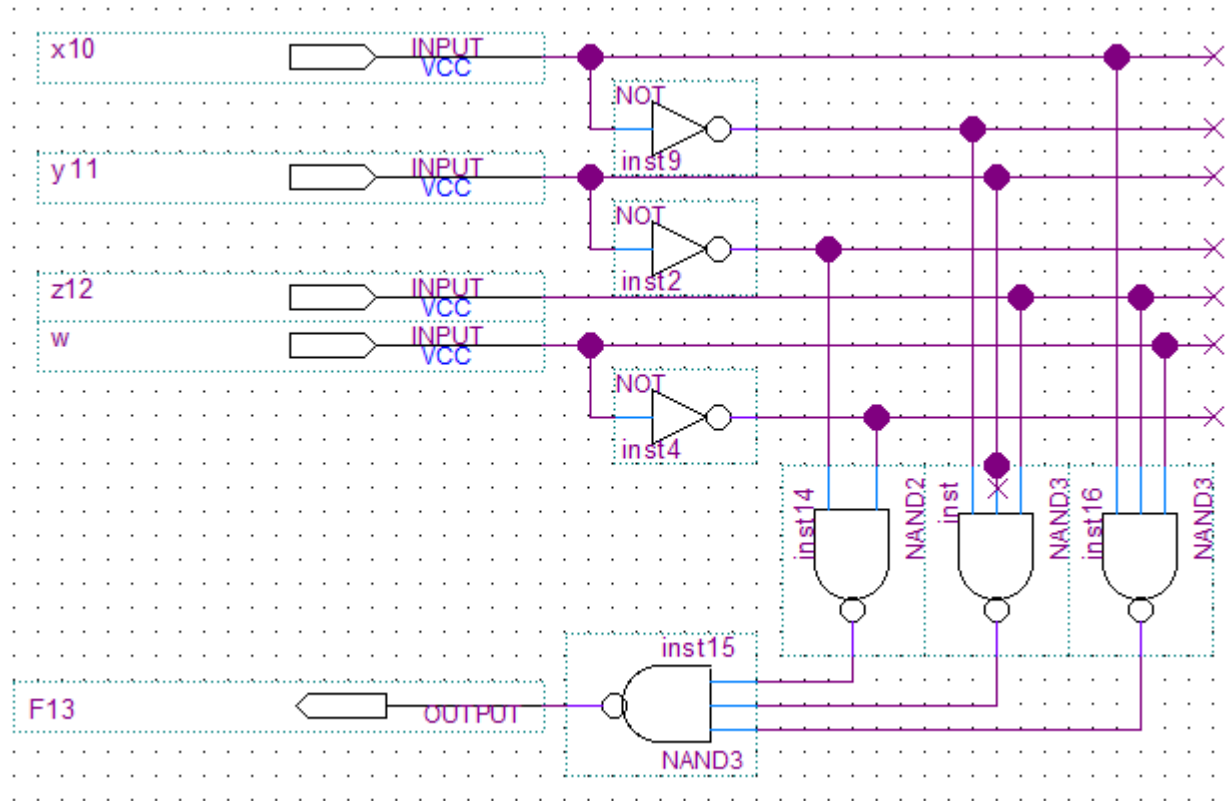 x10
INPUT
VCC
NOT
inst9
y11
INPUT
VCC
NOT
inst2
z12
INPUT
VCC
w
INPUT
VCC
NOT
inst4
inst14
NAND2
inst
NAND3
inst16
NAND3
inst15
F13
OUTPUT
NAND3